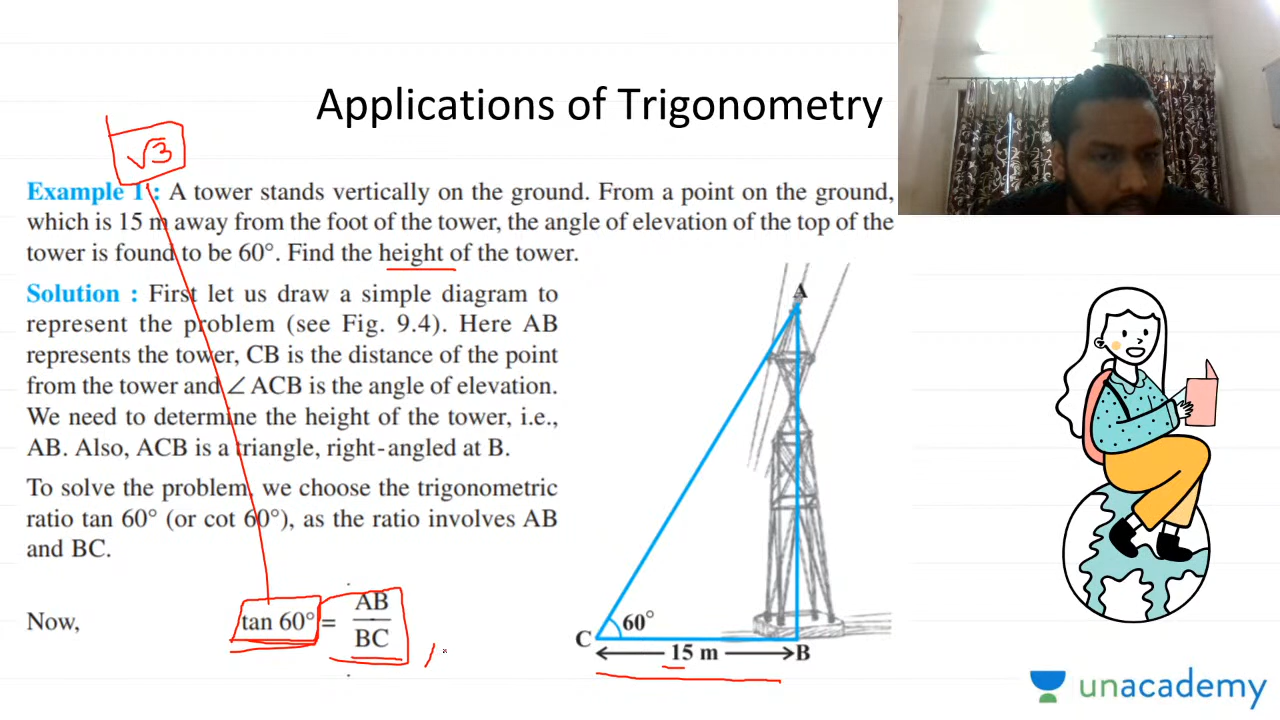 Applications of Trigonometry
√3
Example 1 : A tower stands vertically on the ground. From a point on the ground,
which is 15 m away from the foot of the tower, the angle of elevation of the top of the
tower is found to be 60°. Find the height of the tower.
Solution : First let us draw a simple diagram to
represent the problem (see Fig. 9.4). Here AB
represents the tower, CB is the distance of the point
from the tower and ∠ ACB is the angle of elevation.
We need to determine the height of the tower, i.e.,
AB. Also, ACB is a triangle, right-angled at B.
To solve the problem, we choose the trigonometric
ratio tan 60° (or cot 60°), as the ratio involves AB
and BC.
Now, tan 60° = AB/BC
A
60°
C
15 m
B
unacademy